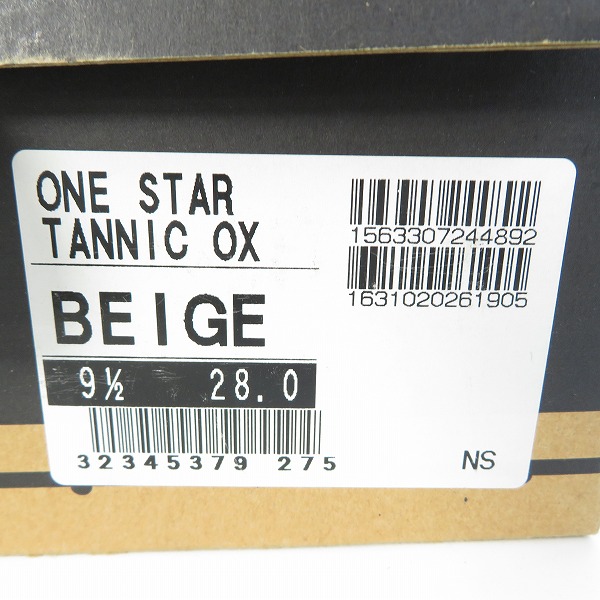 ONE STAR
TANNIC OX
BEIGE
9½ 28.0
32345379 275
1563307244892
1631020261905
NS